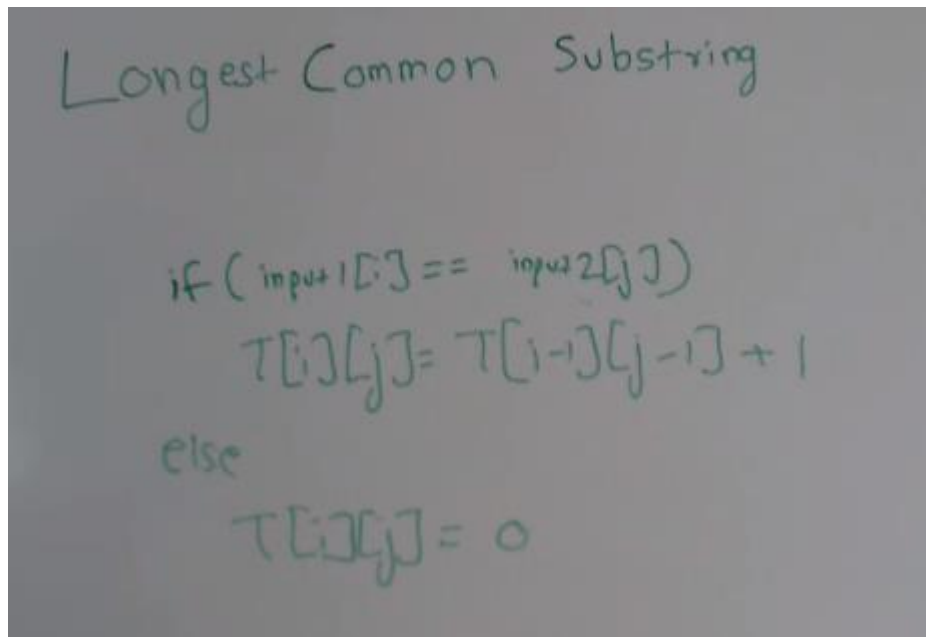 Longest Common Substring
if ( input1[i] == input2[j])
T[i][j] = T[i-1][j-1] + 1
else
T[i][j] = 0